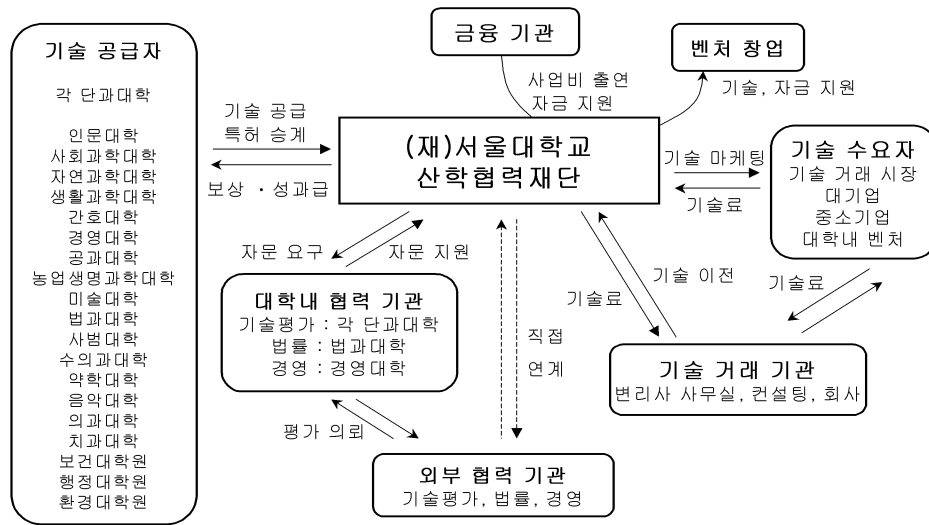 기술 공급자
각 단과대학
인문대학
사회과학대학
자연과학대학
생활과학대학
간호대학
경영대학
공과대학
농업생명과학대학
미술대학
법과대학
사범대학
수의과대학
약학대학
음악대학
의과대학
치과대학
보건대학원
행정대학원
환경대학원
기술 공급
특허 승계
보상 · 성과급
금융 기관
사업비 출연
자금 지원
벤처 창업
기술, 자금 지원
(재)서울대학교
산학협력재단
기술 마케팅
기술료
기술 수요자
기술 거래 시장
대기업
중소기업
대학내 벤처
자문 요구
자문 지원
대학내 협력 기관
기술평가 : 각 단과대학
법률 : 법과대학
경영 : 경영대학
직접
연계
기술료
기술 이전
기술료
기술 거래 기관
변리사 사무실, 컨설팅, 회사
평가 의뢰
외부 협력 기관
기술평가, 법률, 경영